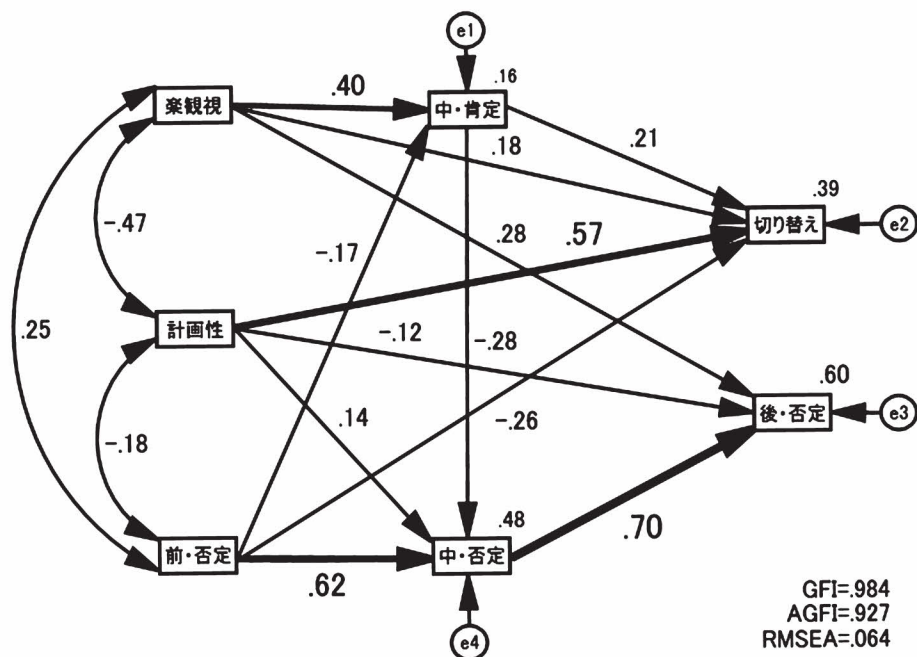 e1
.16
.40
楽観視
中・肯定
.21
.18
.39
-.47
切り替え
e2
.28
.57
-.17
.25
計画性
-.12
-.28
.60
後・否定
e3
.14
-.26
-.18
.48
.70
前・否定
中・否定
.62
GFI=.984
AGFI=.927
RMSEA=.064
e4